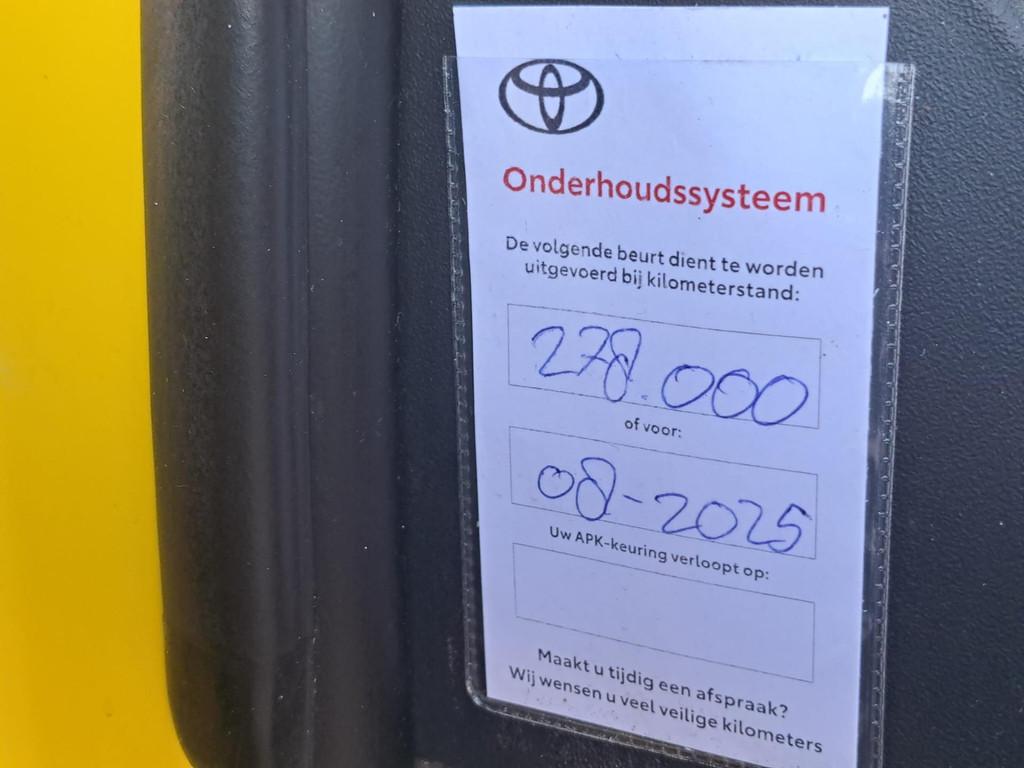 Onderhoudssysteem
De volgende beurt dient te worden
uitgevoerd bij kilometerstand:
278.000
of voor:
08-2025
Uw APK-keuring verloopt op:
Maakt u tijdig een afspraak?
Wij wensen u veel veilige kilometers